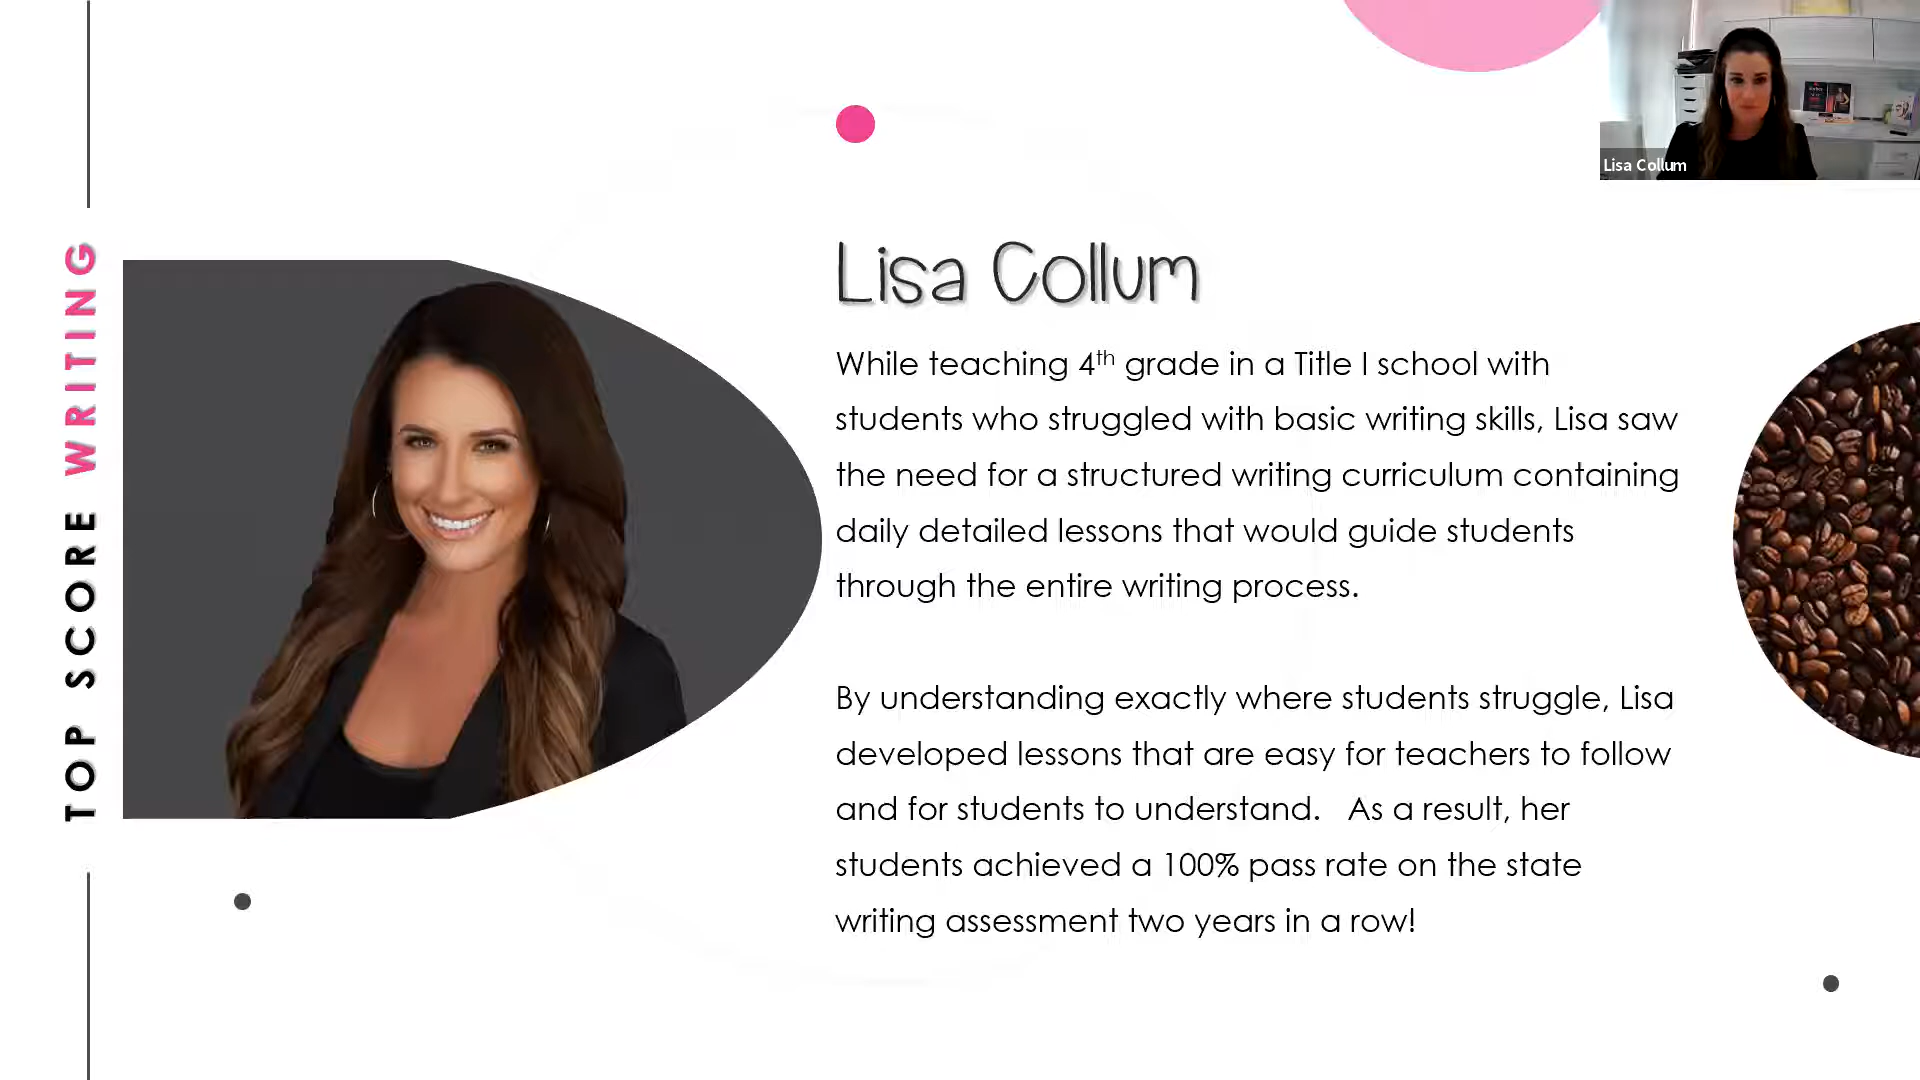 TOP SCORE WRITING
Lisa Collum
Lisa Collum
While teaching 4th grade in a Title I school with
students who struggled with basic writing skills, Lisa saw
the need for a structured writing curriculum containing
daily detailed lessons that would guide students
through the entire writing process.
By understanding exactly where students struggle, Lisa
developed lessons that are easy for teachers to follow
and for students to understand.   As a result, her
students achieved a 100% pass rate on the state
writing assessment two years in a row!